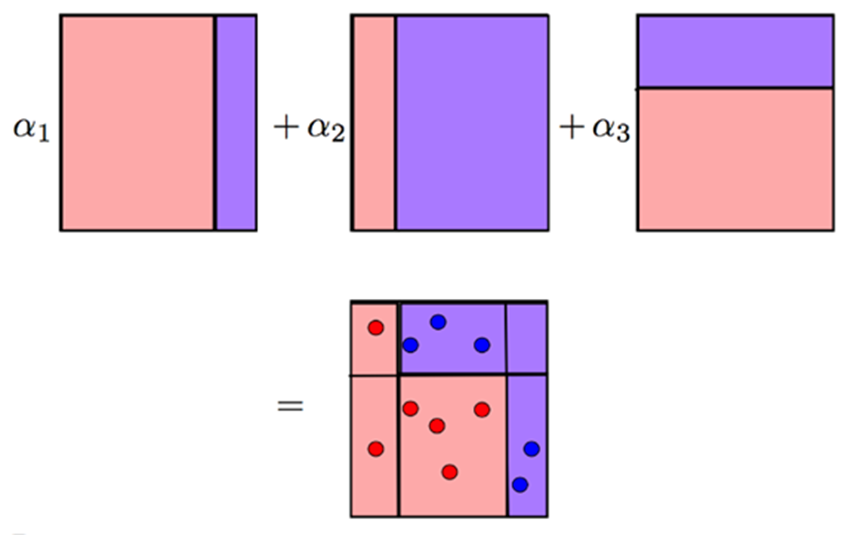 α₁ + α₂ + α₃
=